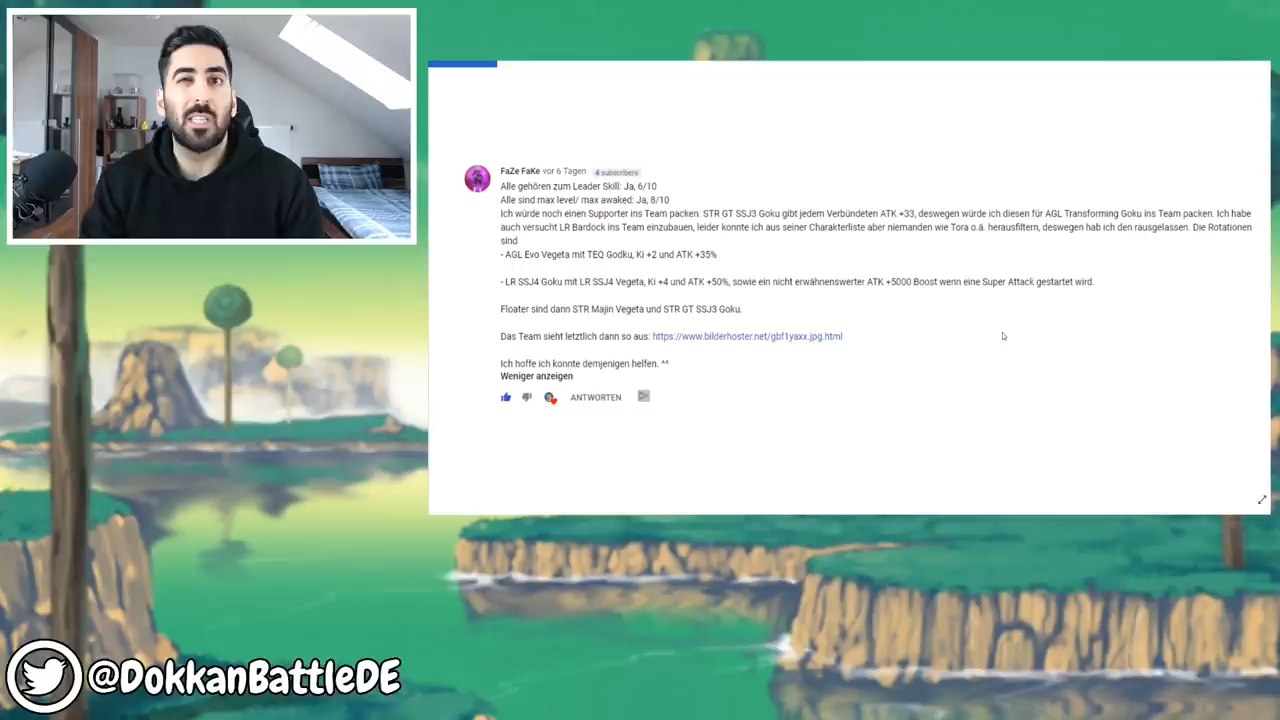 FaZe FaKe vor 6 Tagen 4 subscribers
Alle gehören zum Leader Skill: Ja, 6/10
Alle sind max level/ max awaked: Ja, 8/10
Ich würde noch einen Supporter ins Team packen. STR GT SSJ3 Goku gibt jedem Verbündeten ATK +33, deswegen würde ich diesen für AGL Transforming Goku ins Team packen. Ich habe
auch versucht LR Bardock ins Team einzubauen, leider konnte ich aus seiner Charakterliste aber niemanden wie Tora o.ä. herausfiltern, deswegen hab ich den rausgelassen. Die Rotationen
sind
- AGL Evo Vegeta mit TEQ Godku, Ki +2 und ATK +35%
- LR SSJ4 Goku mit LR SSJ4 Vegeta, Ki +4 und ATK +50%, sowie ein nicht erwähnenswerter ATK +5000 Boost wenn eine Super Attack gestartet wird.
Floater sind dann STR Majin Vegeta und STR GT SSJ3 Goku.
Das Team sieht letztlich dann so aus: https://www.bilderhoster.net/gbf1yaxx.jpg.html
Ich hoffe ich konnte demjenigen helfen. ^^
Weniger anzeigen
ANTWORTEN
@DokkanBattleDE